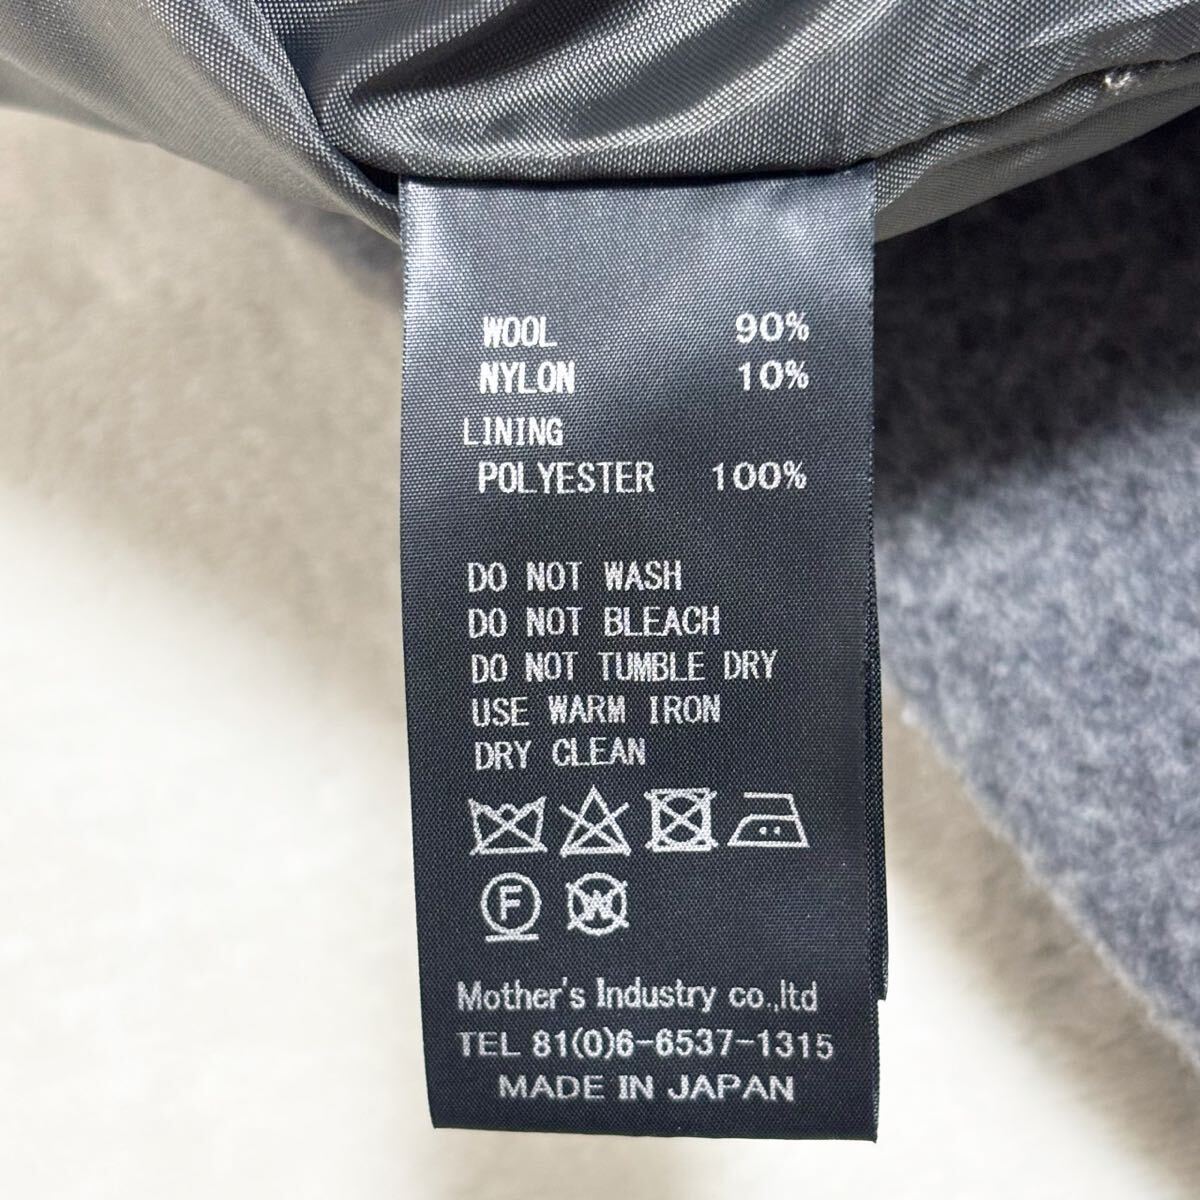 WOOL 90%
NYLON 10%
LINING
POLYESTER 100%
DO NOT WASH
DO NOT BLEACH
DO NOT TUMBLE DRY
USE WARM IRON
DRY CLEAN
F W
Mother's Industry co.,ltd
TEL 81(0)6-6537-1315
MADE IN JAPAN